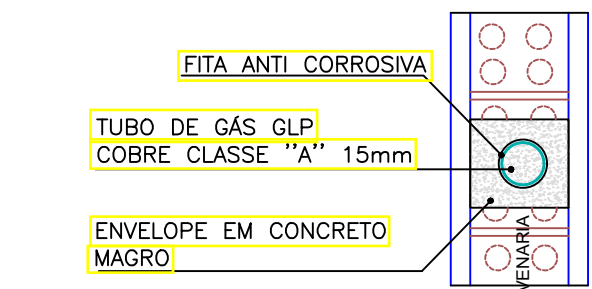 FITA ANTI CORROSIVA
TUBO DE GÁS GLP
COBRE CLASSE "A" 15mm
ENVELOPE EM CONCRETO
MAGRO